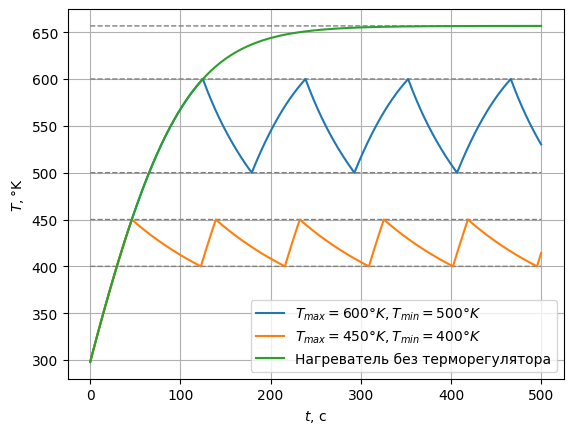 650
600
550
500
450
400
350
300
T, °K
0
100
200
300
400
500
t, с
T_max = 600°K, T_min = 500°K
T_max = 450°K, T_min = 400°K
Нагреватель без терморегулятора